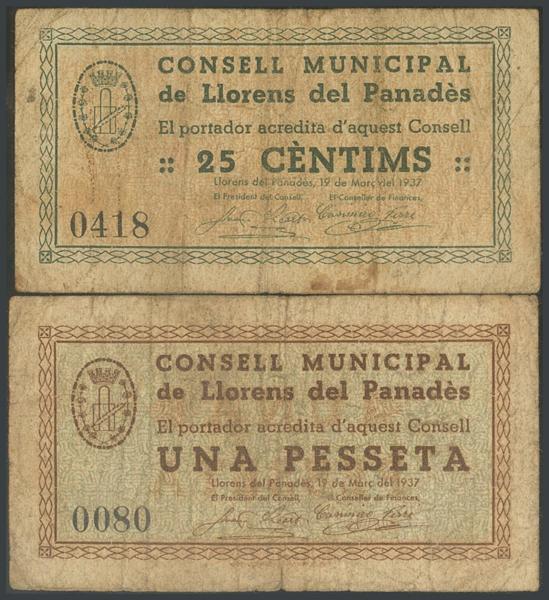 CONSELL MUNICIPAL
de Llorens del Panadès
El portador acredita d'aquest Consell
:: 25 CÈNTIMS ::
Llorens del Panadès, 19 de Març del 1937
El President del Consell, El Conseller de Finances,
0418
CONSELL MUNICIPAL
de Llorens del Panadès
El portador acredita d'aquest Consell
UNA PESSETA
Llorens del Panadès, 19 de Març del 1937
El President del Consell, El Conseller de Finances,
0080